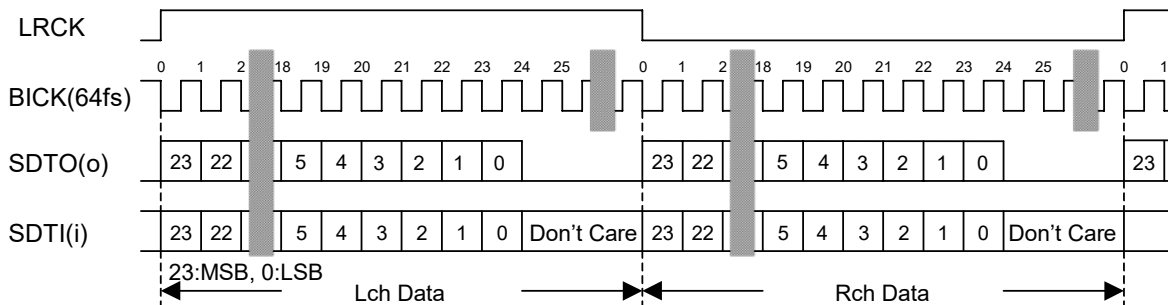 LRCK
0 1 2 18 19 20 21 22 23 24 25 0 1 2 18 19 20 21 22 23 24 25 0 1
BICK(64fs)
SDTO(o) 23 22 5 4 3 2 1 0 23 22 5 4 3 2 1 0 23
SDTI(i) 23 22 5 4 3 2 1 0 Don't Care 23 22 5 4 3 2 1 0 Don't Care
23:MSB, 0:LSB
Lch Data Rch Data